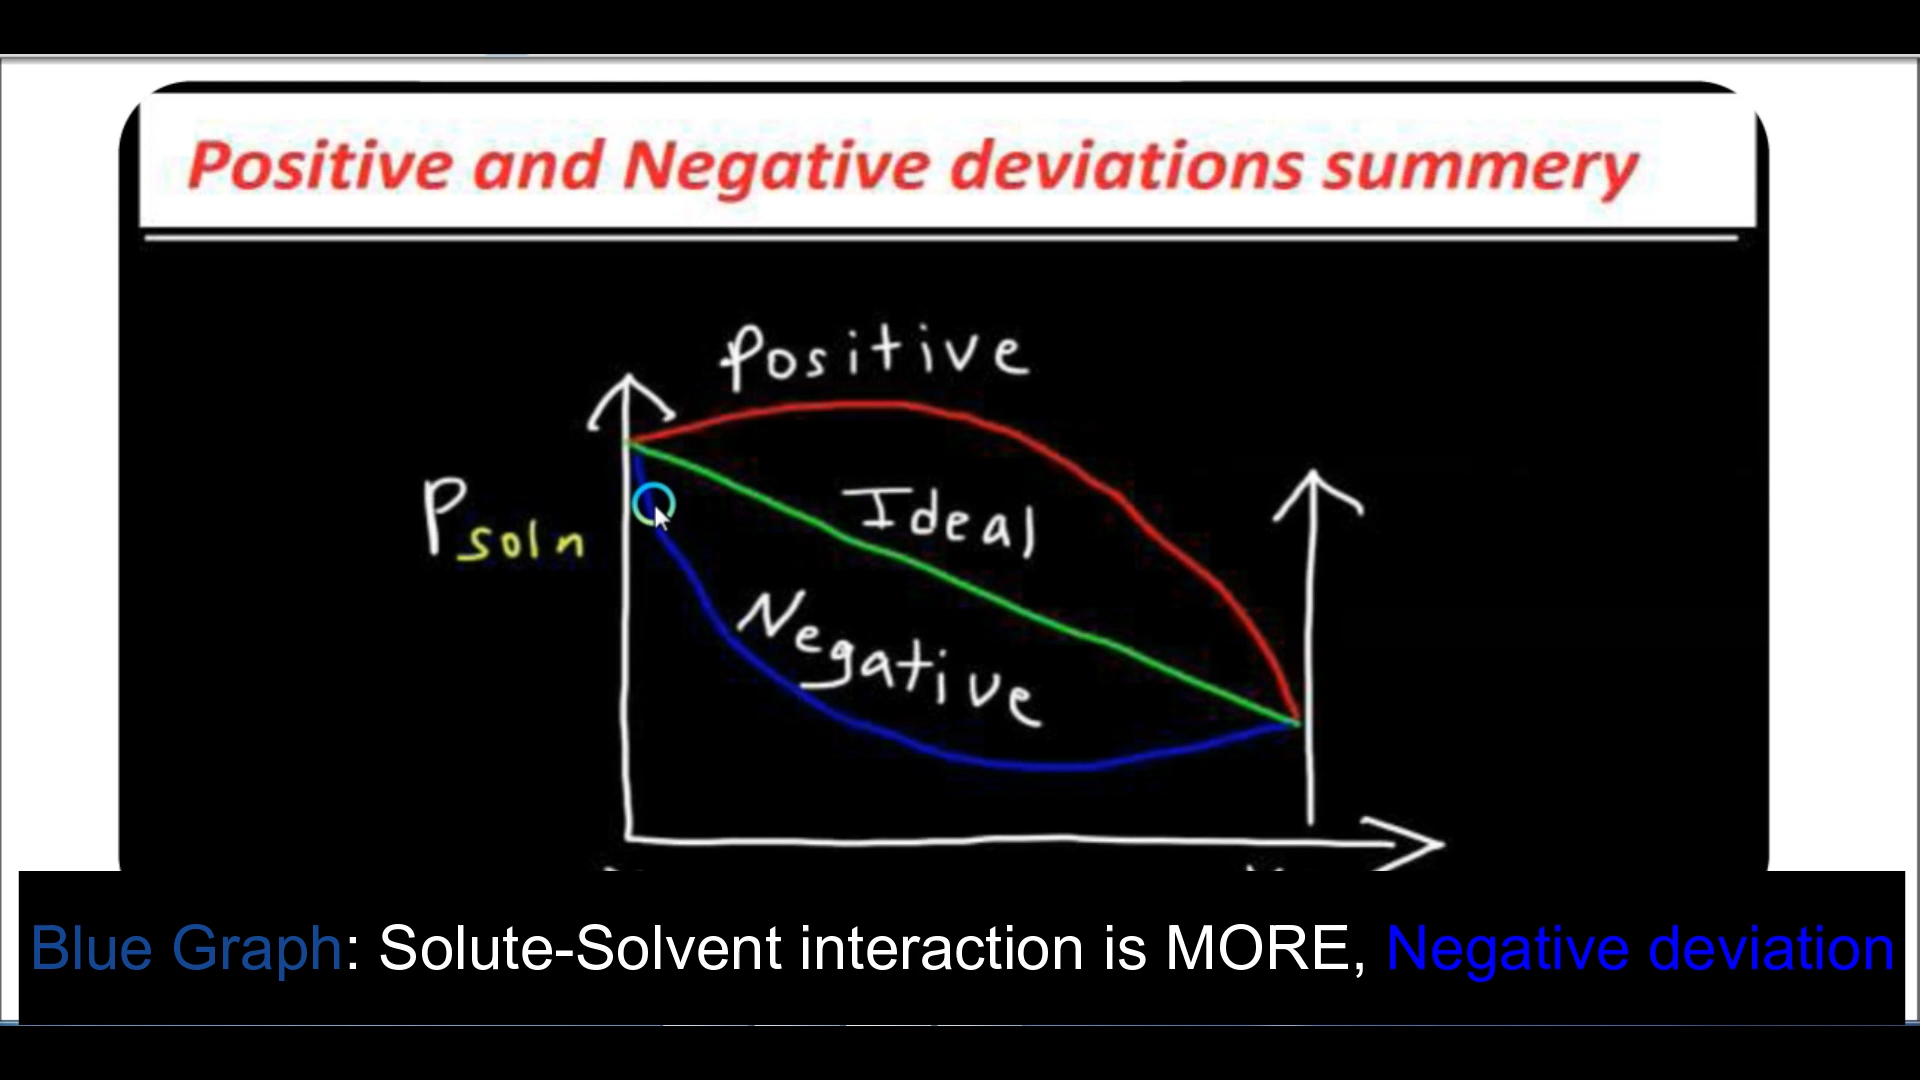 Positive and Negative deviations summery
Positive
Ideal
Psoln
Negative
Blue Graph: Solute-Solvent interaction is MORE, Negative deviation